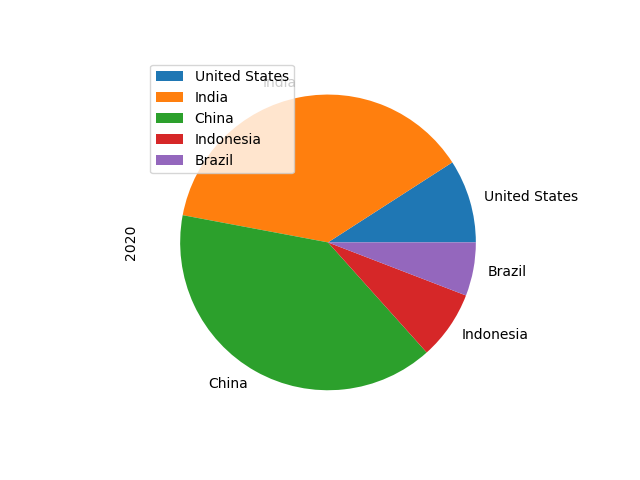 United States
India
China
Indonesia
Brazil
India
United States
2020
Brazil
Indonesia
China